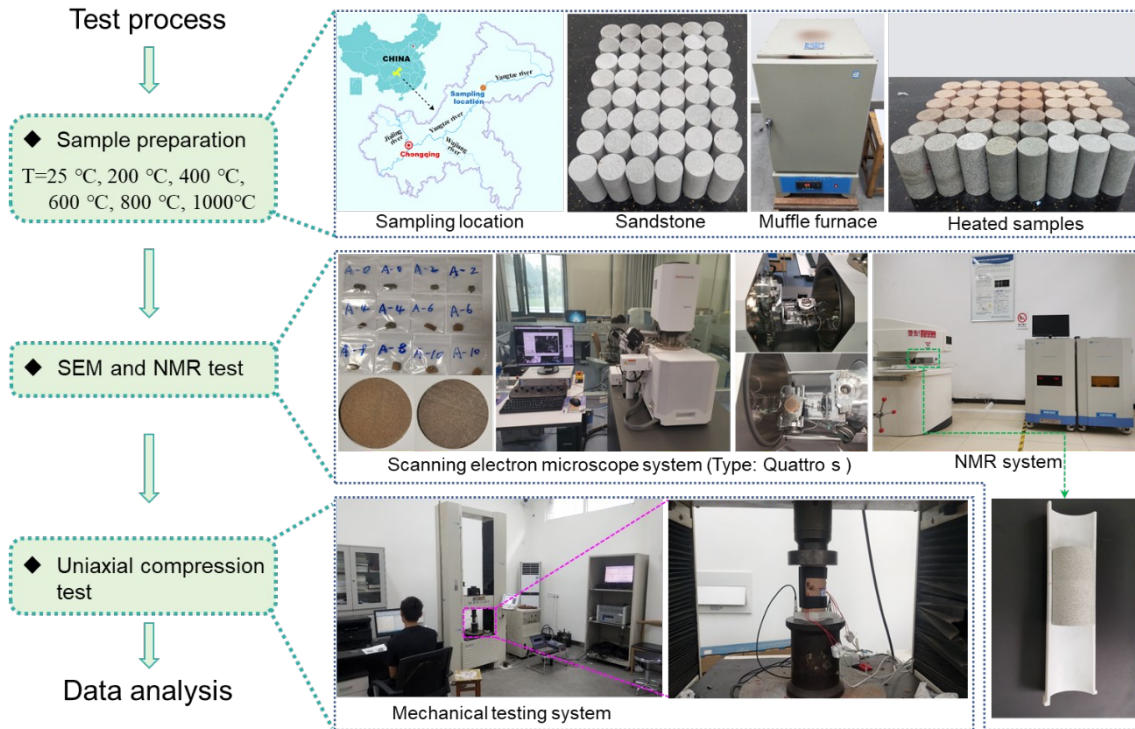 Test process
◆ Sample preparation
T=25 ℃, 200 ℃, 400 ℃,
600 ℃, 800 ℃, 1000℃
CHINA
Yangtze river
Sampling
location
Jialing
river
Yangtze river
Wujiang
river
Chongqing
Sampling location
Sandstone
Muffle furnace
Heated samples
◆ SEM and NMR test
A-0 A-0 A-2 A-2
A-4 A-4 A-6 A-6
A-8 A-10 A-10
Scanning electron microscope system (Type: Quattro s )
NMR system
◆ Uniaxial compression
test
Mechanical testing system
Data analysis